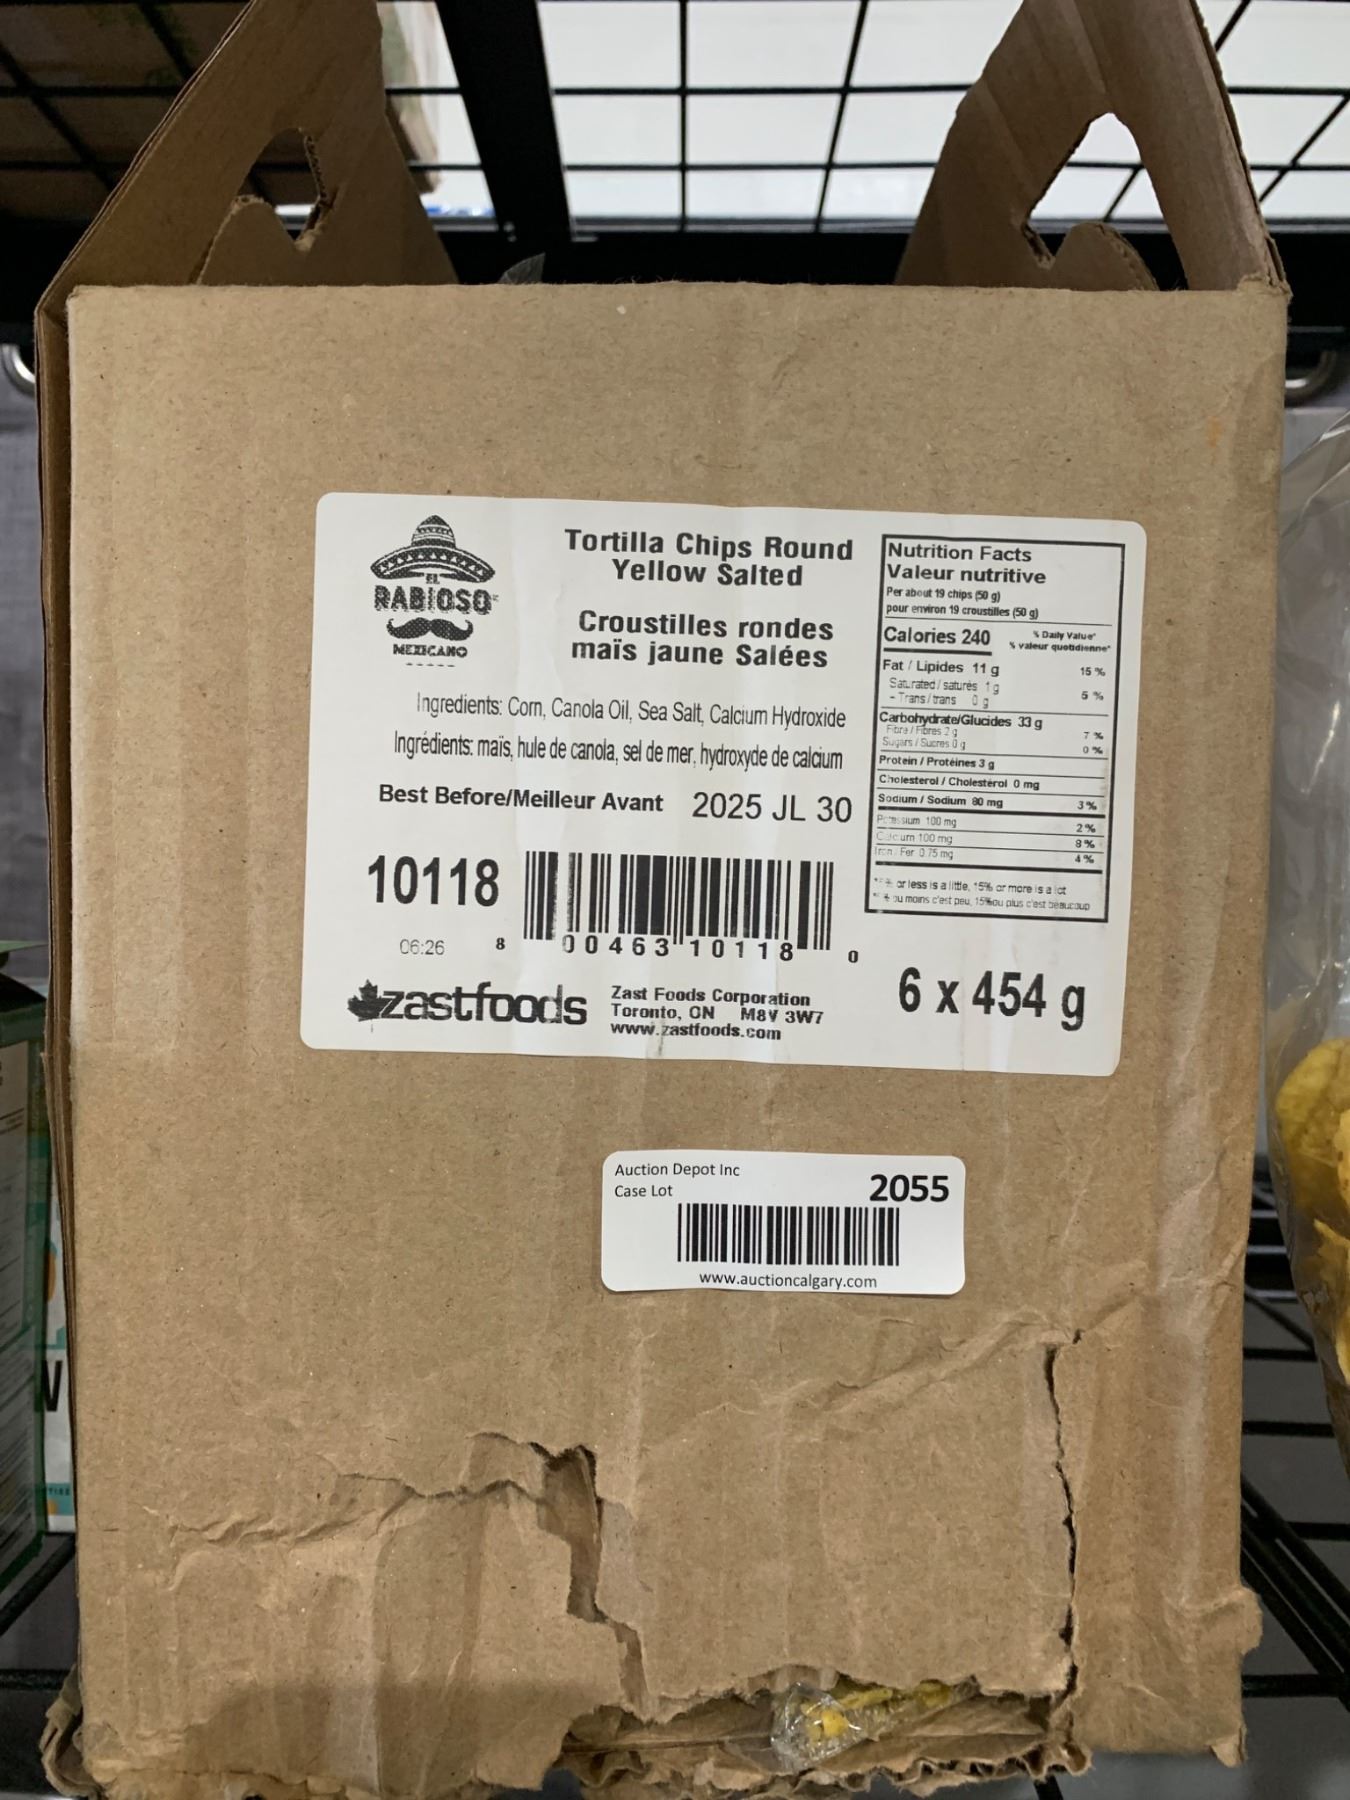 EL
RABIOSO
MEXICANO
Tortilla Chips Round
Yellow Salted
Croustilles rondes
maïs jaune Salées
Ingredients: Corn, Canola Oil, Sea Salt, Calcium Hydroxide
Ingrédients: maïs, hule de canola, sel de mer, hydroxyde de calcium
Best Before/Meilleur Avant 2025 JL 30
10118
06:26
8 00463 10118 0
zastfoods
Zast Foods Corporation
Toronto, ON M8V 3W7
www.zastfoods.com
Nutrition Facts
Valeur nutritive
Per about 19 chips (50 g)
pour environ 19 croustilles (50 g)
Calories 240
% Daily Value*
% valeur quotidienne*
Fat / Lipides 11 g 15 %
Saturated / saturés 1 g
- Trans / trans 0 g 5 %
Carbohydrate/Glucides 33 g
Fibre / Fibres 2 g 7 %
Sugars / Sucres 0 g 0 %
Protein / Protéines 3 g
Cholesterol / Cholestérol 0 mg
Sodium / Sodium 80 mg 3 %
Potassium 100 mg 2 %
Calcium 100 mg 8 %
Iron / Fer 0.75 mg 4 %
or less is a little, 15% or more is a lot
ou moins c'est peu, 15% ou plus c'est beaucoup
6 x 454 g
Auction Depot Inc
Case Lot
2055
www.auctioncalgary.com